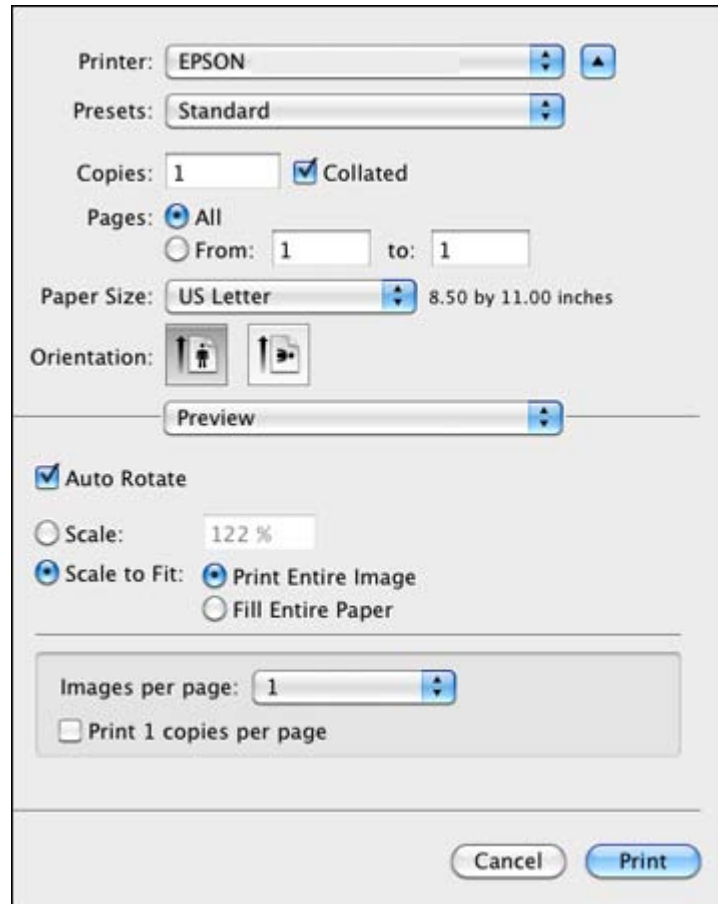 Printer: EPSON
Presets: Standard
Copies: 1 Collated
Pages: All
From: 1 to: 1
Paper Size: US Letter 8.50 by 11.00 inches
Orientation:
Preview
Auto Rotate
Scale: 122 %
Scale to Fit: Print Entire Image
Fill Entire Paper
Images per page: 1
Print 1 copies per page
Cancel Print